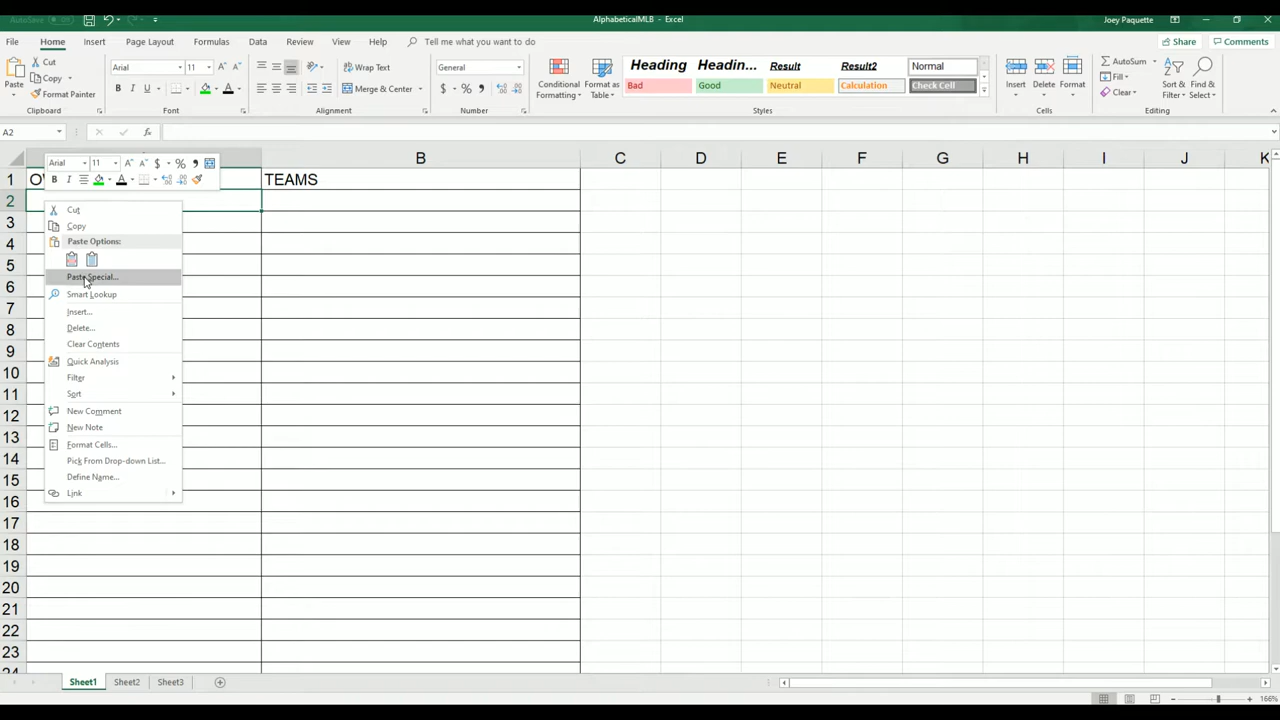 AutoSave
AlphabeticalMLB - Excel
Joey Paquette
File Home Insert Page Layout Formulas Data Review View Help Tell me what you want to do Share Comments
Paste
Cut
Copy
Format Painter
Clipboard
Arial 11
B I U
Font
Wrap Text
Merge & Center
Alignment
General
$ % ,
Number
Conditional Formatting
Format as Table
Heading Headin... Result Result2 Normal
Bad Good Neutral Calculation Check Cell
Styles
Insert Delete Format
Cells
AutoSum
Fill
Clear
Sort & Filter
Find & Select
Editing
A2 fx
Arial 11 $ % ,
B I A
B C D E F G H I J K
1 TEAMS
2
3
4
5
6
7
8
9
10
11
12
13
14
15
16
17
18
19
20
21
22
23
24
Cut
Copy
Paste Options:
Paste Special...
Smart Lookup
Insert...
Delete...
Clear Contents
Quick Analysis
Filter
Sort
New Comment
New Note
Format Cells...
Pick From Drop-down List...
Define Name...
Link
Sheet1 Sheet2 Sheet3
166%